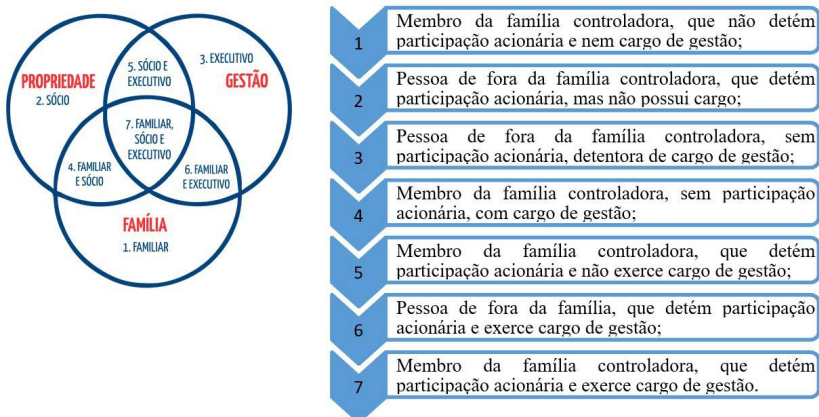 5. SÓCIO E
EXECUTIVO
3. EXECUTIVO
PROPRIEDADE
GESTÃO
2. SÓCIO
7. FAMILIAR,
SÓCIO E
EXECUTIVO
4. FAMILIAR
E SÓCIO
6. FAMILIAR
E EXECUTIVO
FAMÍLIA
1. FAMILIAR
1
Membro da família controladora, que não detém
participação acionária e nem cargo de gestão;
2
Pessoa de fora da família controladora, que detém
participação acionária, mas não possui cargo;
3
Pessoa de fora da família controladora, sem
participação acionária, detentora de cargo de gestão;
4
Membro da família controladora, sem participação
acionária, com cargo de gestão;
5
Membro da família controladora, que detém
participação acionária e não exerce cargo de gestão;
6
Pessoa de fora da família, que detém participação
acionária e exerce cargo de gestão;
7
Membro da família controladora, que detém
participação acionária e exerce cargo de gestão.